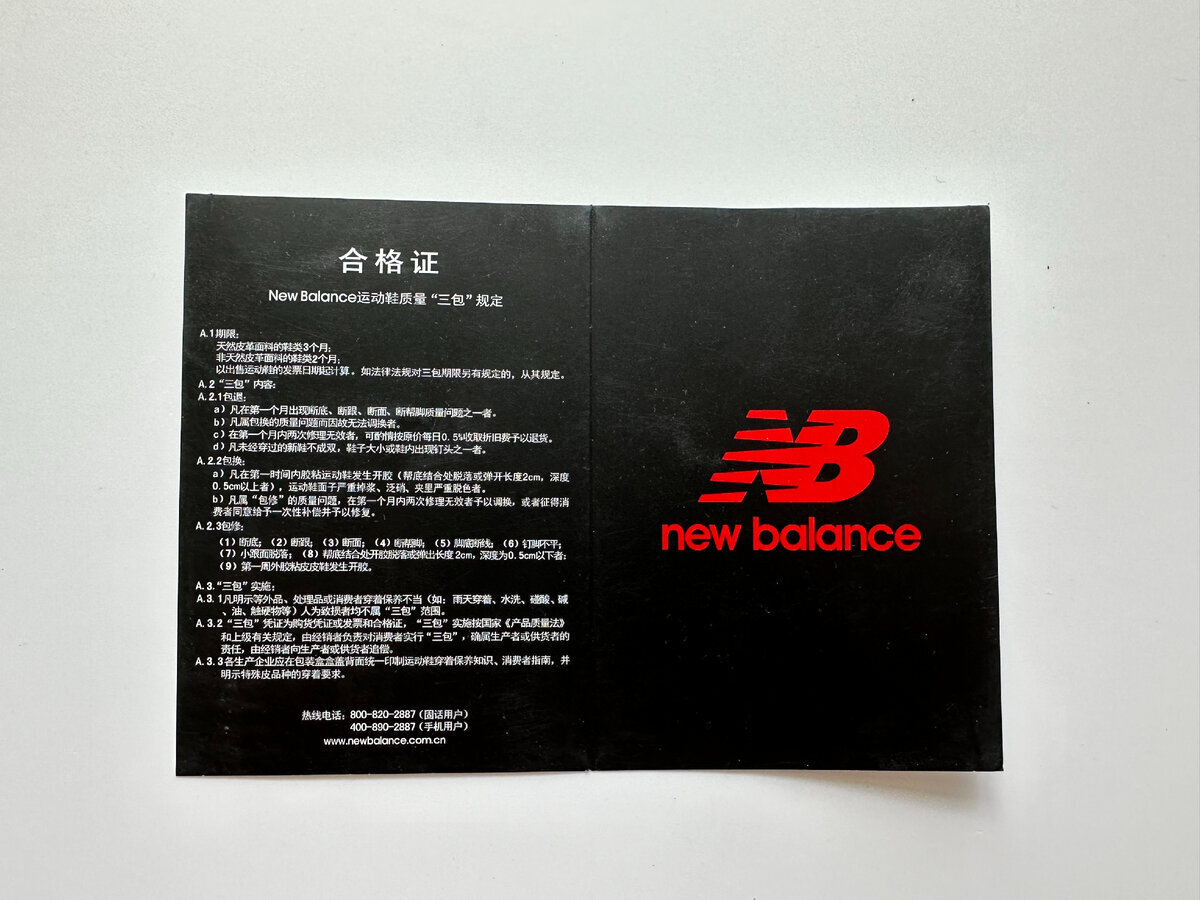 合格证
New Balance运动鞋质量“三包”规定
A.1期限:
天然皮革面料的鞋类3个月;
非天然皮革面料的鞋类2个月;
以出售运动鞋的发票日期起计算。如法律法规对三包期限另有规定的，从其规定。
A.2“三包”内容:
A.2.1包退:
a）凡在第一个月出现断底、断跟、断面、断帮脚质量问题之一者。
b）凡属包换的质量问题而因故无法调换者。
c）在第一个月内两次修理无效者，可酌情按原价每日0.5%收取折旧费予以退货。
d）凡未经穿过的新鞋不成双，鞋子大小或鞋内出现钉头之一者。
A.2.2包换:
a）凡在第一时间内胶粘运动鞋发生开胶（帮底结合处脱落或弹开长度2cm，深度
0.5cm以上者），运动鞋面子严重掉浆、泛硝、夹里严重脱色者。
b）凡属“包修”的质量问题，在第一个月内两次修理无效者予以调换，或者征得消
费者同意给予一次性补偿并予以修复。
A.2.3包修:
（1）断底；（2）断跟；（3）断面；（4）断帮脚；（5）脚底断线；（6）钉脚不平；
（7）小跟面脱落；（8）帮底结合处开胶脱落或弹出长度2cm，深度为0.5cm以下者；
（9）第一周外胶粘皮皮鞋发生开胶。
A.3.“三包”实施:
A.3.1凡明示等外品、处理品或消费者穿着保养不当（如：雨天穿着、水洗、碰酸、碱
、油、触硬物等）人为致损者均不属“三包”范围。
A.3.2“三包”凭证为购货凭证或发票和合格证，“三包”实施按国家《产品质量法》
和上级有关规定，由经销者负责对消费者实行“三包”，确属生产者或供货者的
责任，由经销者向生产者或供货者追偿。
A.3.3各生产企业应在包装盒盒盖背面统一印制运动鞋穿着保养知识、消费者指南，并
明示特殊皮品种的穿着要求。
热线电话：800-820-2887（固话用户）
400-890-2887（手机用户）
www.newbalance.com.cn
NB
new balance